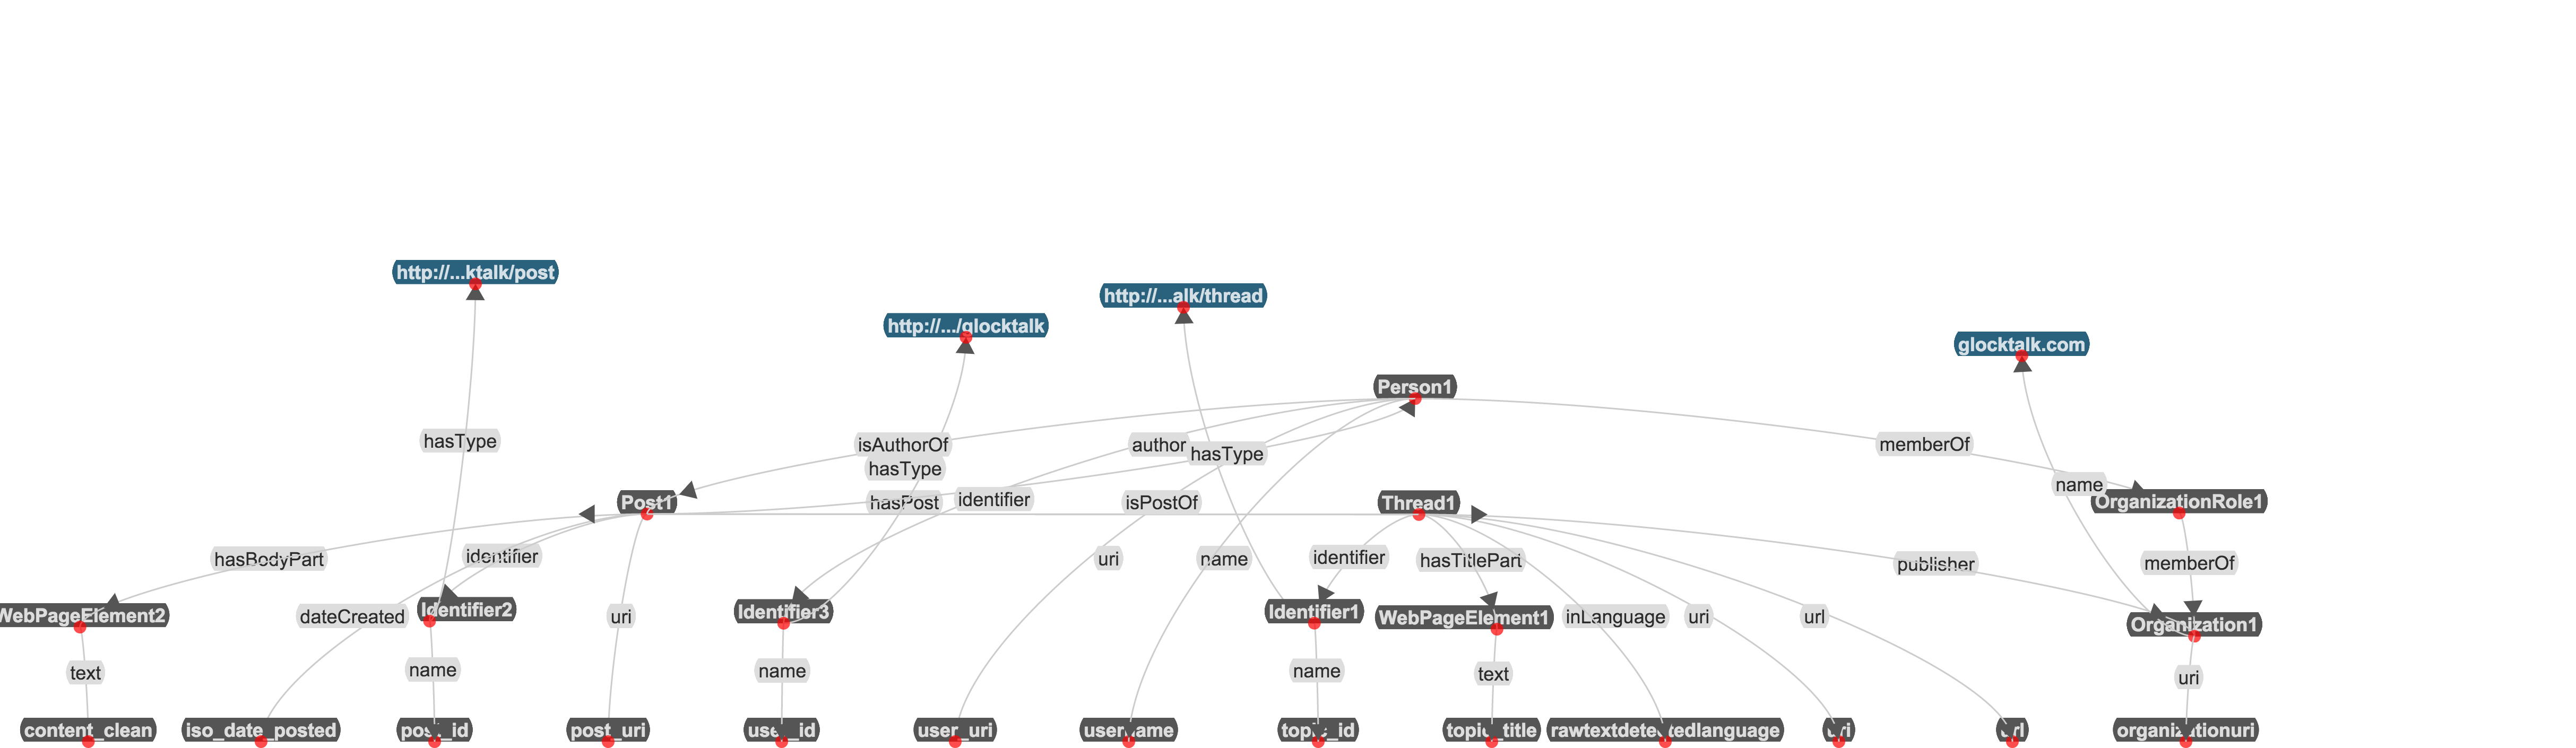 http://...ktalk/post
http://...alk/thread
http://.../glocktalk
glocktalk.com
Person1
hasType
isAuthorOf
author
hasType
memberOf
hasType
name
Post1
hasPost
identifier
isPostOf
Thread1
OrganizationRole1
hasBodyPart
identifier
uri
name
identifier
hasTitlePart
publisher
memberOf
WebPageElement2
dateCreated
Identifier2
uri
Identifier3
Identifier1
WebPageElement1
inLanguage
uri
url
Organization1
text
name
name
name
text
uri
content_clean
iso_date_posted
post_id
post_uri
user_id
user_uri
username
topic_id
topic_title
rawtextdetectedlanguage
uri
url
organizationuri